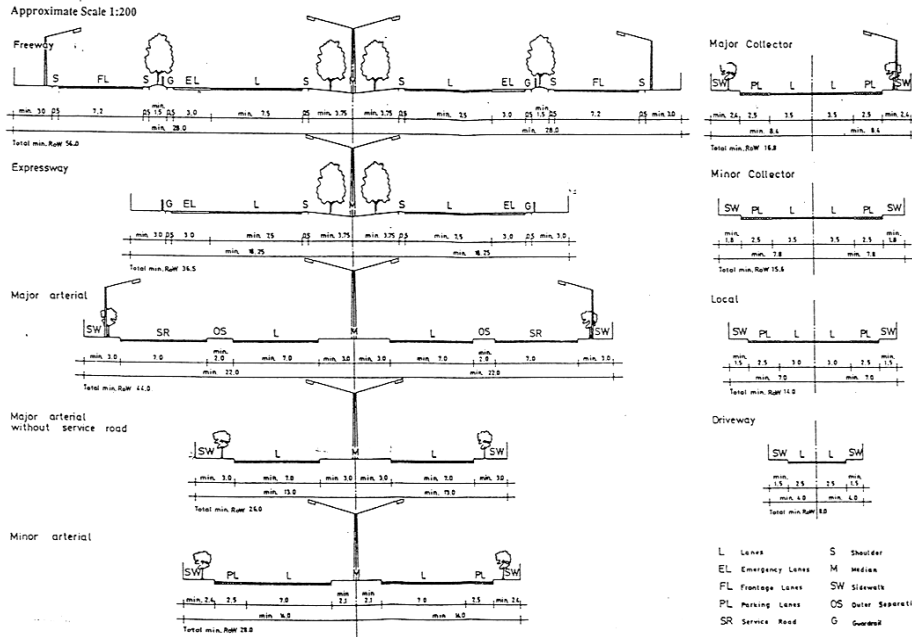 Approximate Scale 1:200
Freeway
S FL S G EL L S M S L EL G S FL S
min. 3.0 0.5 7.2 0.5 min. 1.5 0.5 3.0 7.5 0.5 min. 3.75 min. 3.75 0.5 min. 7.5 3.0 0.5 min. 1.5 0.5 7.2 0.5 min. 3.0
min. 28.0 min. 28.0
Total min. RoW 56.0
Expressway
G EL L S M S L EL G
min. 3.0 0.5 3.0 min. 7.5 0.5 min. 3.75 min. 3.75 0.5 min. 7.5 3.0 0.5 min. 3.0
min. 18.25 min. 18.25
Total min. RoW 36.5
Major arterial
SW SR OS L M L OS SR SW
min. 3.0 7.0 min. 2.0 min. 7.0 min. 3.0 min. 3.0 min. 7.0 min. 2.0 min. 7.0 min. 3.0
min. 22.0 min. 22.0
Total min. RoW 44.0
Major arterial
without service road
SW L M L SW
min. 3.0 min. 7.0 min. 3.0 min. 3.0 min. 7.0 min. 3.0
min. 13.0 min. 13.0
Total min. RoW 26.0
Minor arterial
SW PL L M L PL SW
min. 2.4 2.5 7.0 min. 2.1 min. 2.1 7.0 2.5 min. 2.4
min. 14.0 min. 14.0
Total min. RoW 28.0
Major Collector
SW PL L L PL SW
min. 2.4 2.5 3.5 3.5 2.5 min. 2.4
min. 8.4 min. 8.4
Total min. RoW 16.8
Minor Collector
SW PL L L PL SW
min. 1.8 2.5 3.5 3.5 2.5 min. 1.8
min. 7.8 min. 7.8
Total min. RoW 15.6
Local
SW PL L L PL SW
min. 1.5 2.5 3.0 3.0 2.5 min. 1.5
min. 7.0 min. 7.0
Total min. RoW 14.0
Driveway
SW L L SW
min. 1.5 2.5 2.5 min. 1.5
min. 4.0 min. 4.0
Total min. RoW 8.0
L Lanes
EL Emergency Lanes
FL Frontage Lanes
PL Parking Lanes
SR Service Road
S Shoulder
M Median
SW Sidewalk
OS Outer Separati
G Guardrail